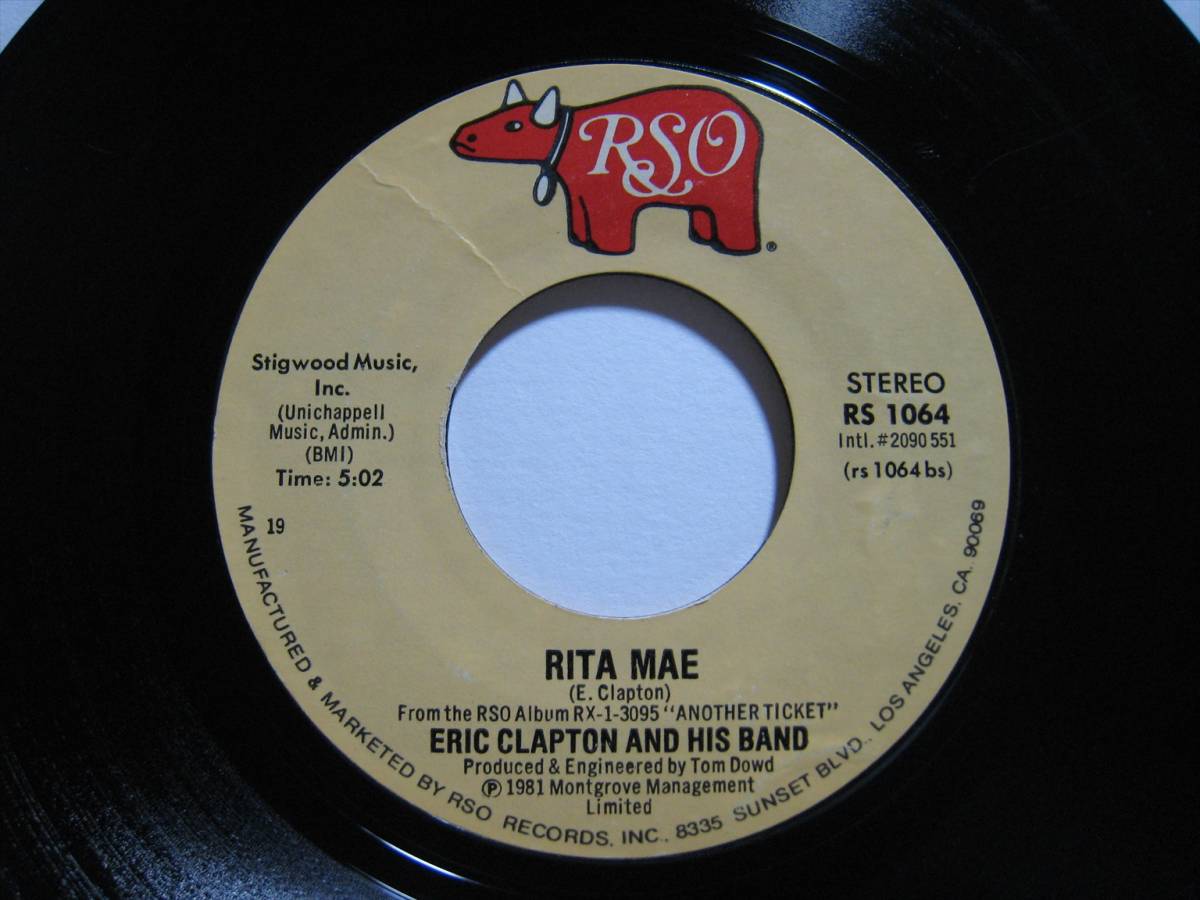 RSO
®
Stigwood Music,
Inc.
(Unichappell
Music, Admin.)
(BMI)
Time: 5:02
19
STEREO
RS 1064
Intl. #2090 551
(rs 1064 bs)
RITA MAE
(E. Clapton)
From the RSO Album RX-1-3095 "ANOTHER TICKET"
ERIC CLAPTON AND HIS BAND
Produced & Engineered by Tom Dowd
℗ 1981 Montgrove Management
Limited
MANUFACTURED & MARKETED BY RSO RECORDS, INC., 8335 SUNSET BLVD., LOS ANGELES, CA. 90069